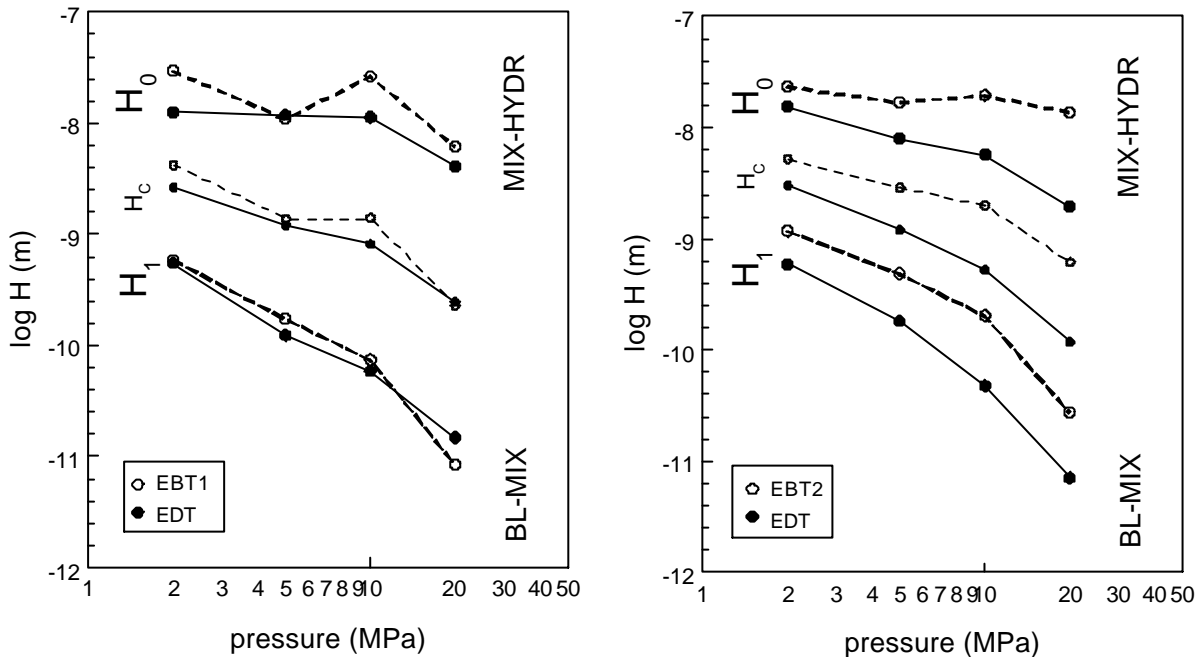 -7
-8
-9
-10
-11
-12
log H (m)
H0
HC
H1
MIX-HYDR
BL-MIX
EBT1
EDT
1 2 3 4 5 6 7 8 9 10 20 30 40 50
pressure (MPa)
-7
-8
-9
-10
-11
-12
log H (m)
H0
HC
H1
MIX-HYDR
BL-MIX
EBT2
EDT
1 2 3 4 5 6 7 8 9 10 20 30 40 50
pressure (MPa)